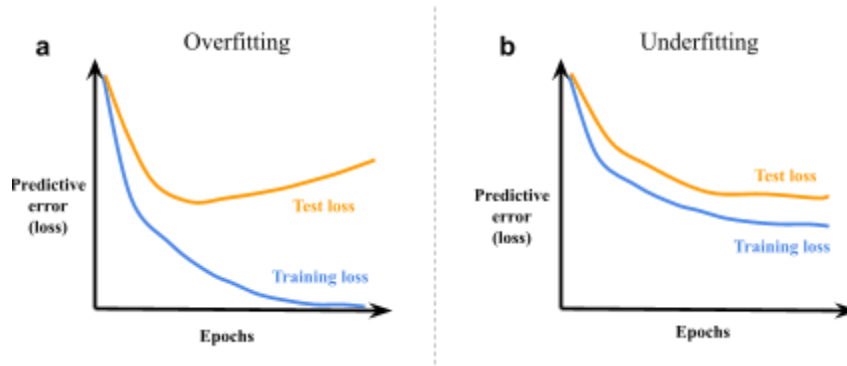 a
Overfitting
Predictive
error
(loss)
Test loss
Training loss
Epochs
b
Underfitting
Predictive
error
(loss)
Test loss
Training loss
Epochs